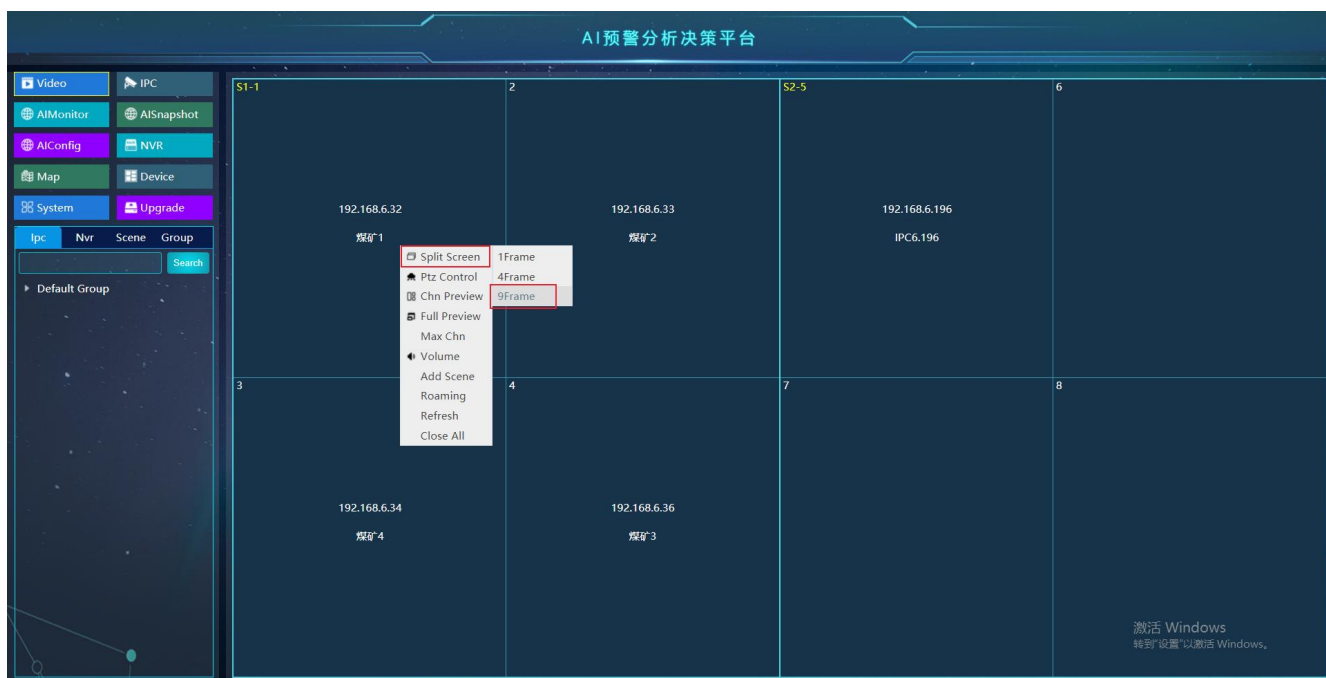 AI预警分析决策平台
Video
IPC
AIMonitor
AISnapshot
AIConfig
NVR
Map
Device
System
Upgrade
Ipc Nvr Scene Group
Search
Default Group
S1-1
2
S2-5
6
192.168.6.32
煤矿1
192.168.6.33
煤矿2
192.168.6.196
IPC6.196
Split Screen
Ptz Control
Chn Preview
Full Preview
Max Chn
Volume
Add Scene
Roaming
Refresh
Close All
1Frame
4Frame
9Frame
3
4
7
8
192.168.6.34
煤矿4
192.168.6.36
煤矿3
激活 Windows
转到"设置"以激活 Windows。